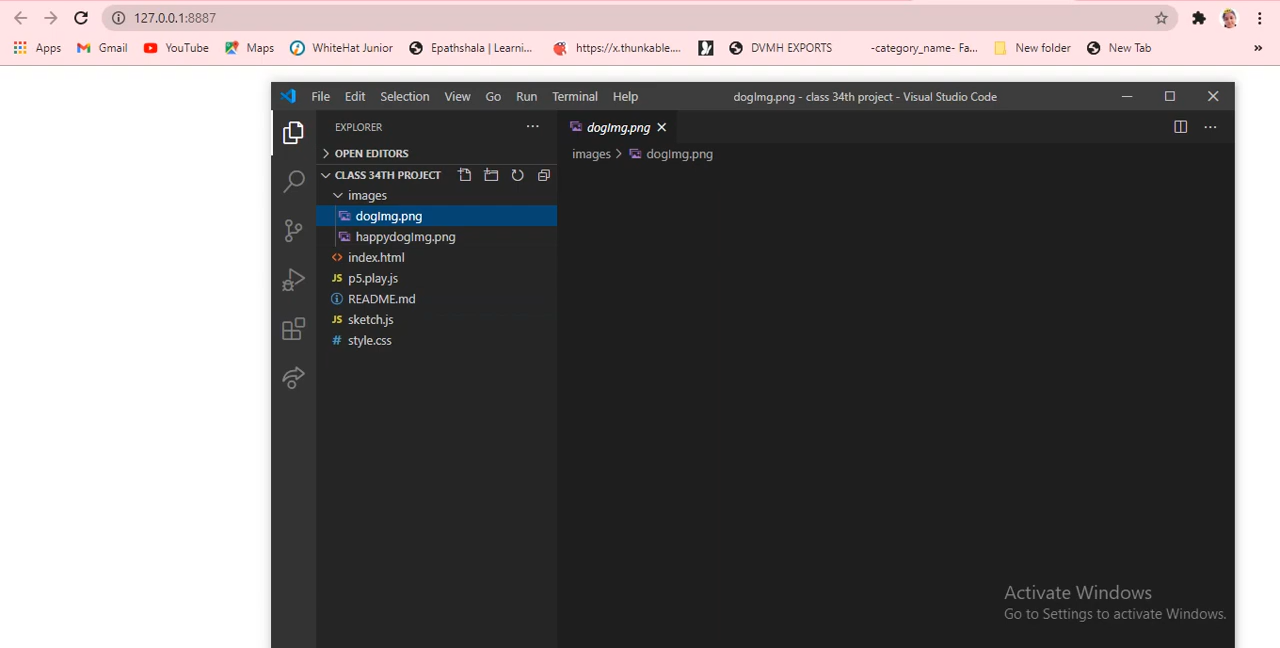 127.0.0.1:8887
Apps Gmail YouTube Maps WhiteHat Junior Epathshala | Learni... https://x.thunkable.... DVMH EXPORTS -category_name- Fa... New folder New Tab »
File Edit Selection View Go Run Terminal Help dogImg.png - class 34th project - Visual Studio Code
EXPLORER ... dogImg.png
OPEN EDITORS
images > dogImg.png
CLASS 34TH PROJECT
images
dogImg.png
happydogImg.png
index.html
JS p5.play.js
README.md
JS sketch.js
# style.css
Activate Windows
Go to Settings to activate Windows.